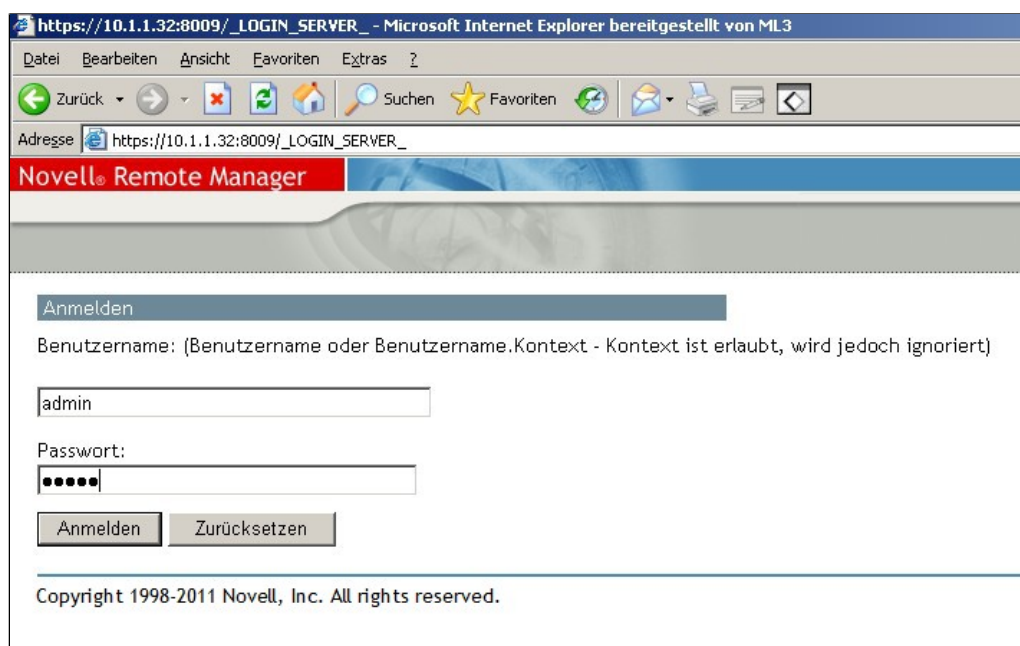 https://10.1.1.32:8009/_LOGIN_SERVER_ - Microsoft Internet Explorer bereitgestellt von ML3
Datei Bearbeiten Ansicht Favoriten Extras ?
Zurück Suchen Favoriten
Adresse https://10.1.1.32:8009/_LOGIN_SERVER_
Novell® Remote Manager
Anmelden
Benutzername: (Benutzername oder Benutzername.Kontext - Kontext ist erlaubt, wird jedoch ignoriert)
admin
Passwort:
●●●●●
Anmelden Zurücksetzen
Copyright 1998-2011 Novell, Inc. All rights reserved.